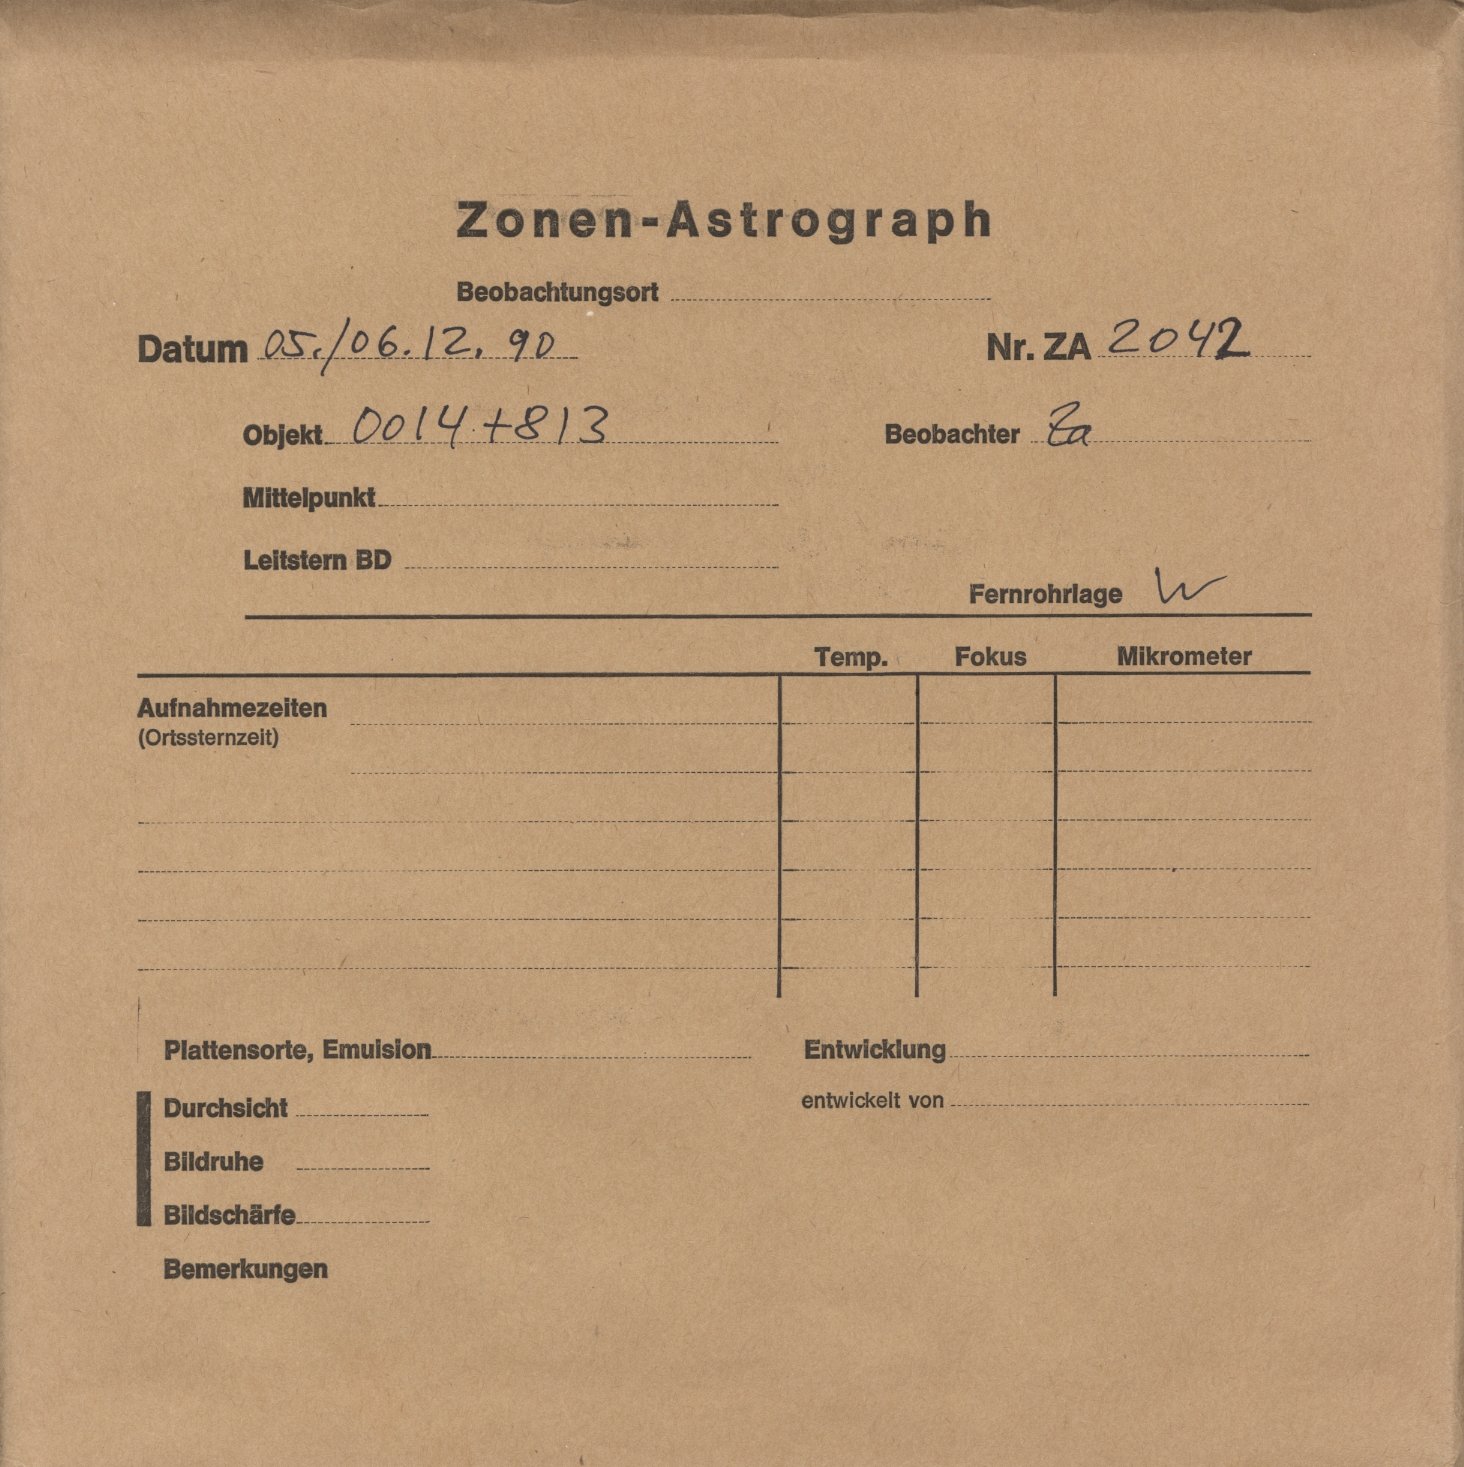 Zonen-Astrograph
Beobachtungsort
Datum 05./06.12.90 Nr. ZA 2042
Objekt 0014+813 Beobachter Za
Mittelpunkt
Leitstern BD
Fernrohrlage W
Temp. Fokus Mikrometer
Aufnahmezeiten
(Ortssternzeit)
Plattensorte, Emulsion Entwicklung
Durchsicht entwickelt von
Bildruhe
Bildschärfe
Bemerkungen